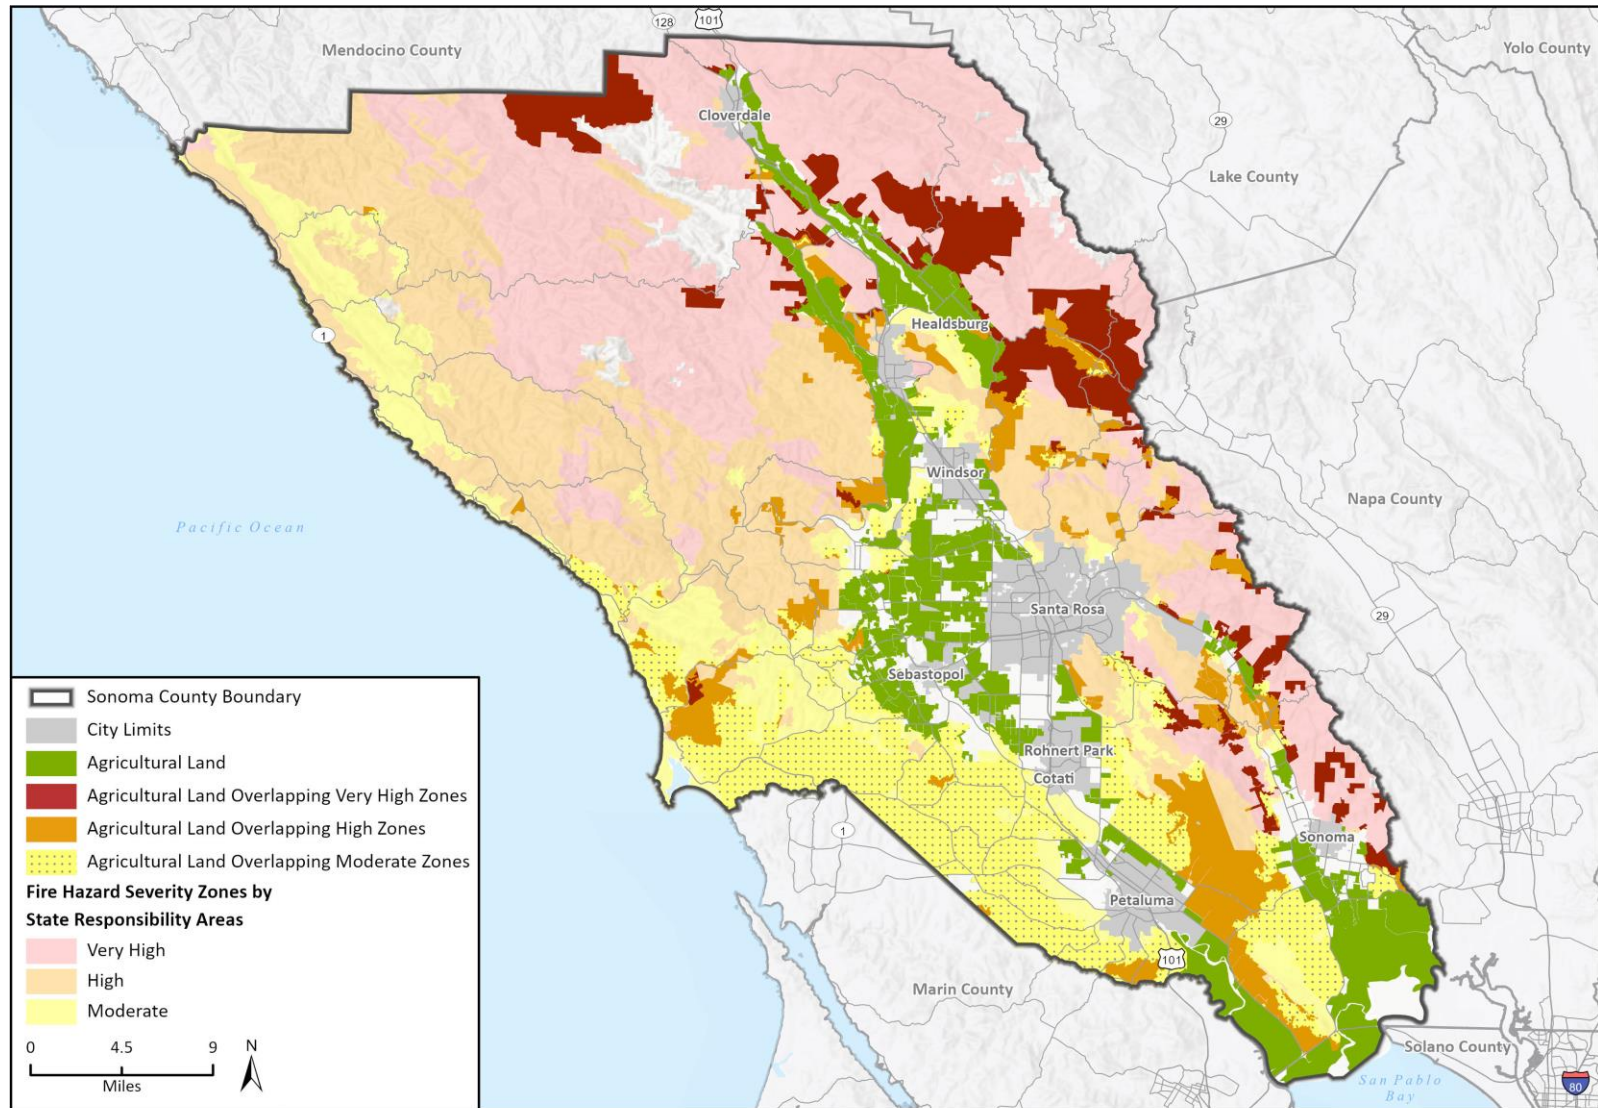 128
101
Mendocino County
Yolo County
Cloverdale
29
Lake County
1
Healdsburg
Windsor
Napa County
Pacific Ocean
Santa Rosa
29
Sebastopol
Rohnert Park
Cotati
1
Sonoma
Petaluma
101
Marin County
Solano County
San Pablo
Bay
80
Sonoma County Boundary
City Limits
Agricultural Land
Agricultural Land Overlapping Very High Zones
Agricultural Land Overlapping High Zones
Agricultural Land Overlapping Moderate Zones
Fire Hazard Severity Zones by
State Responsibility Areas
Very High
High
Moderate
0 4.5 9
Miles
N